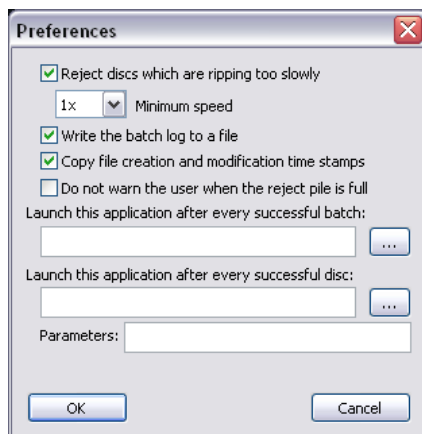 Preferences
Reject discs which are ripping too slowly
1x Minimum speed
Write the batch log to a file
Copy file creation and modification time stamps
Do not warn the user when the reject pile is full
Launch this application after every successful batch:
...
Launch this application after every successful disc:
...
Parameters:
OK Cancel